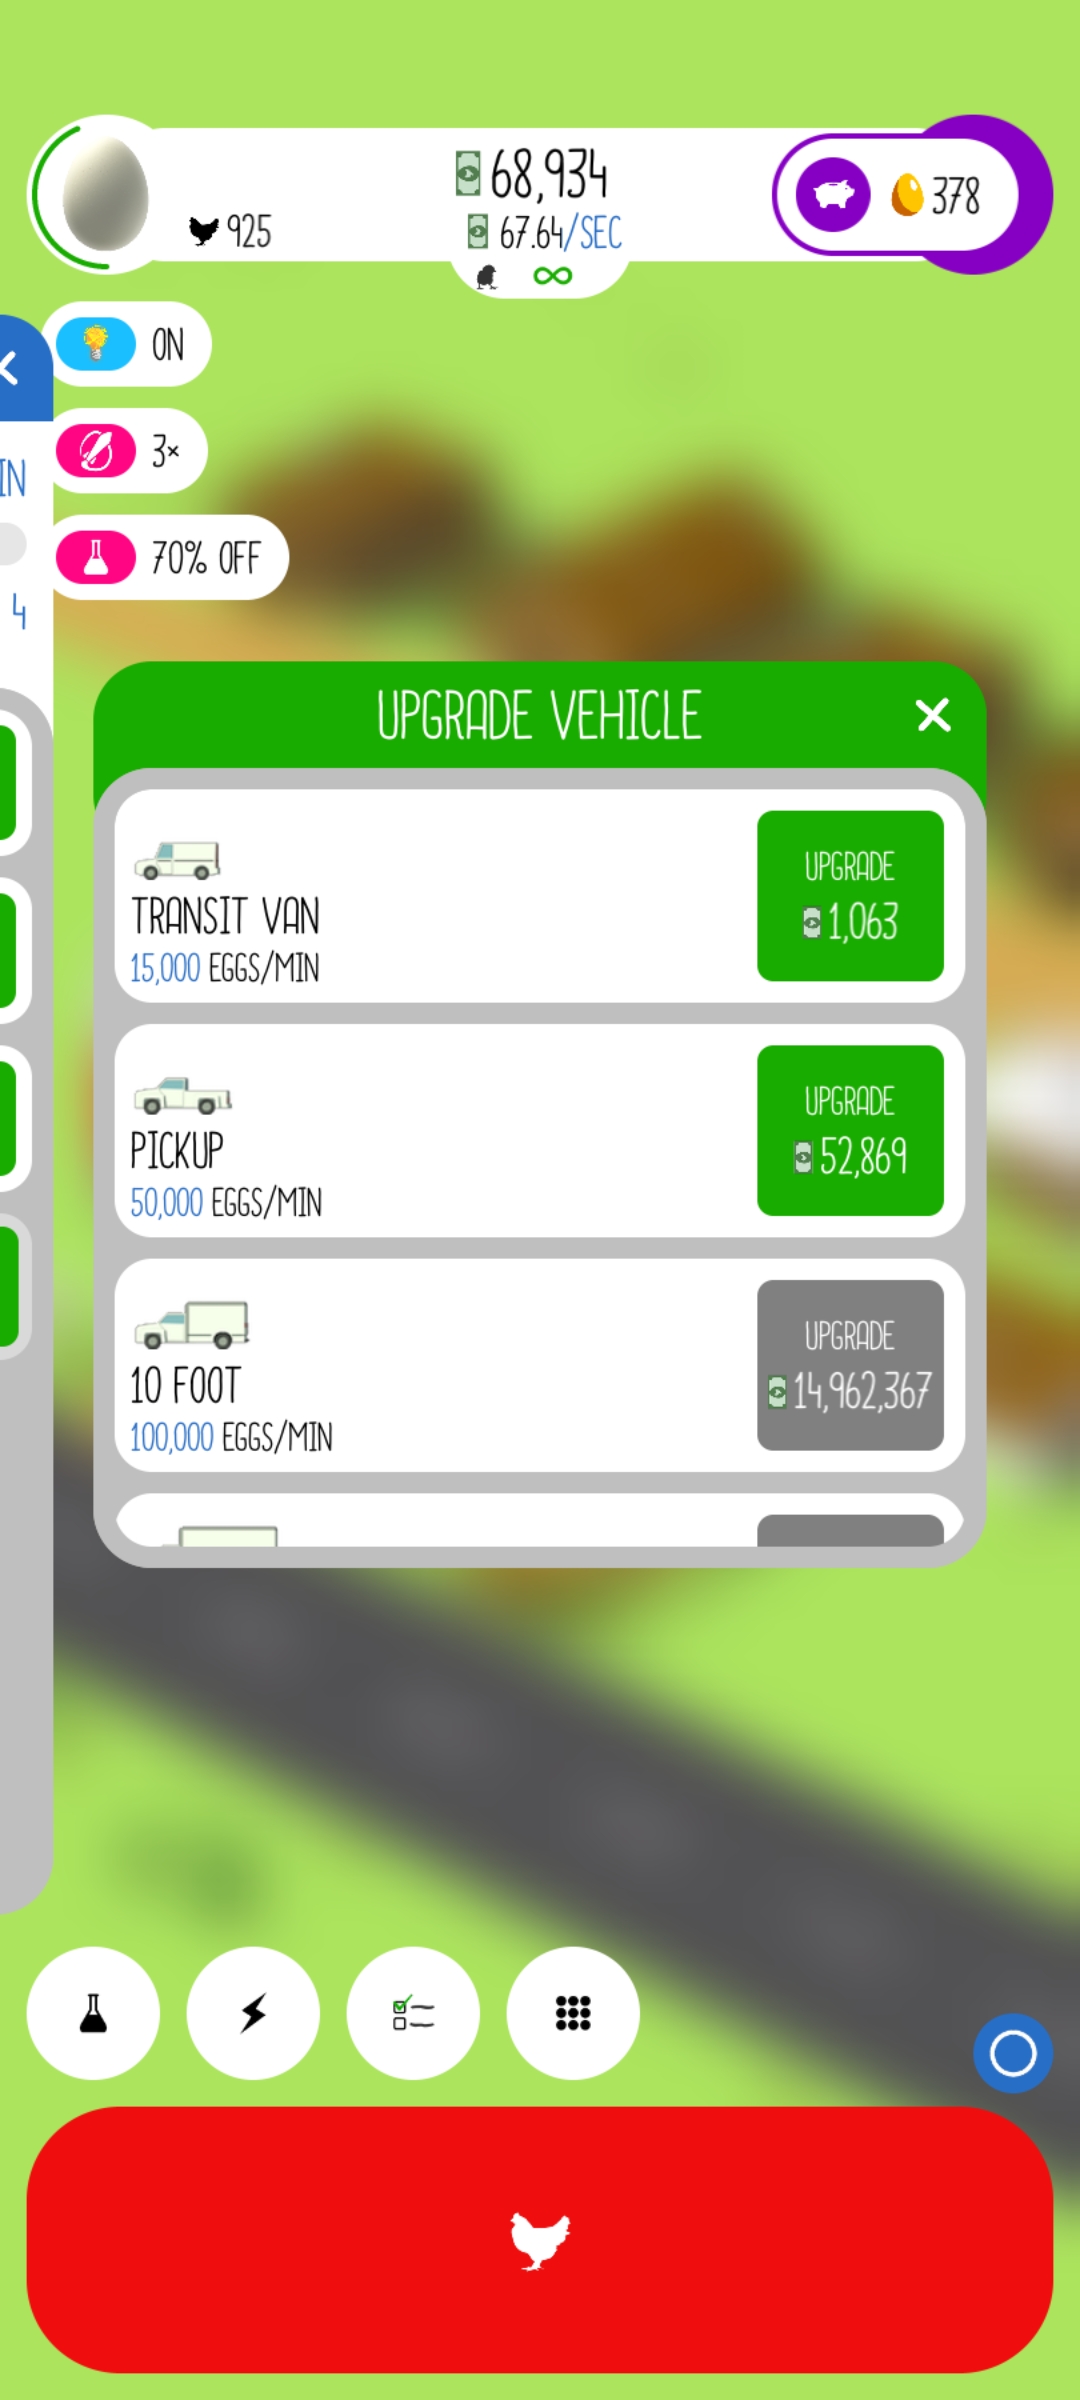 68,934
925
67.64/SEC
378
ON
3×
70% OFF
IN
4
UPGRADE VEHICLE
TRANSIT VAN
15,000 EGGS/MIN
UPGRADE
1,063
PICKUP
50,000 EGGS/MIN
UPGRADE
52,869
10 FOOT
100,000 EGGS/MIN
UPGRADE
14,962,367